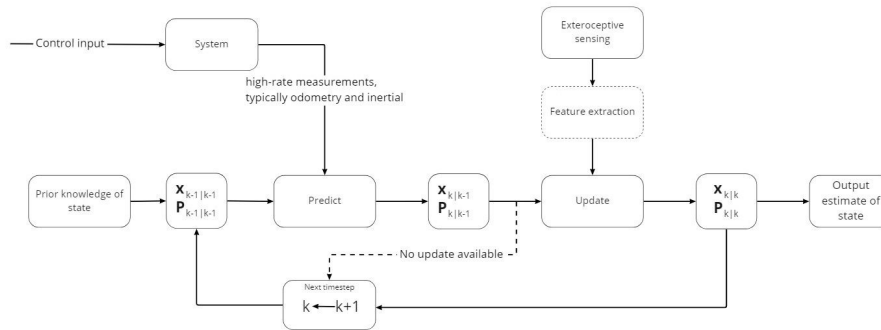 Control input
System
Exteroceptive
sensing
high-rate measurements,
typically odometry and inertial
Feature extraction
Prior knowledge of
state
x k-1|k-1
P k-1|k-1
Predict
x k|k-1
P k|k-1
Update
x k|k
P k|k
Output
estimate of
state
No update available
Next timestep
k ← k+1